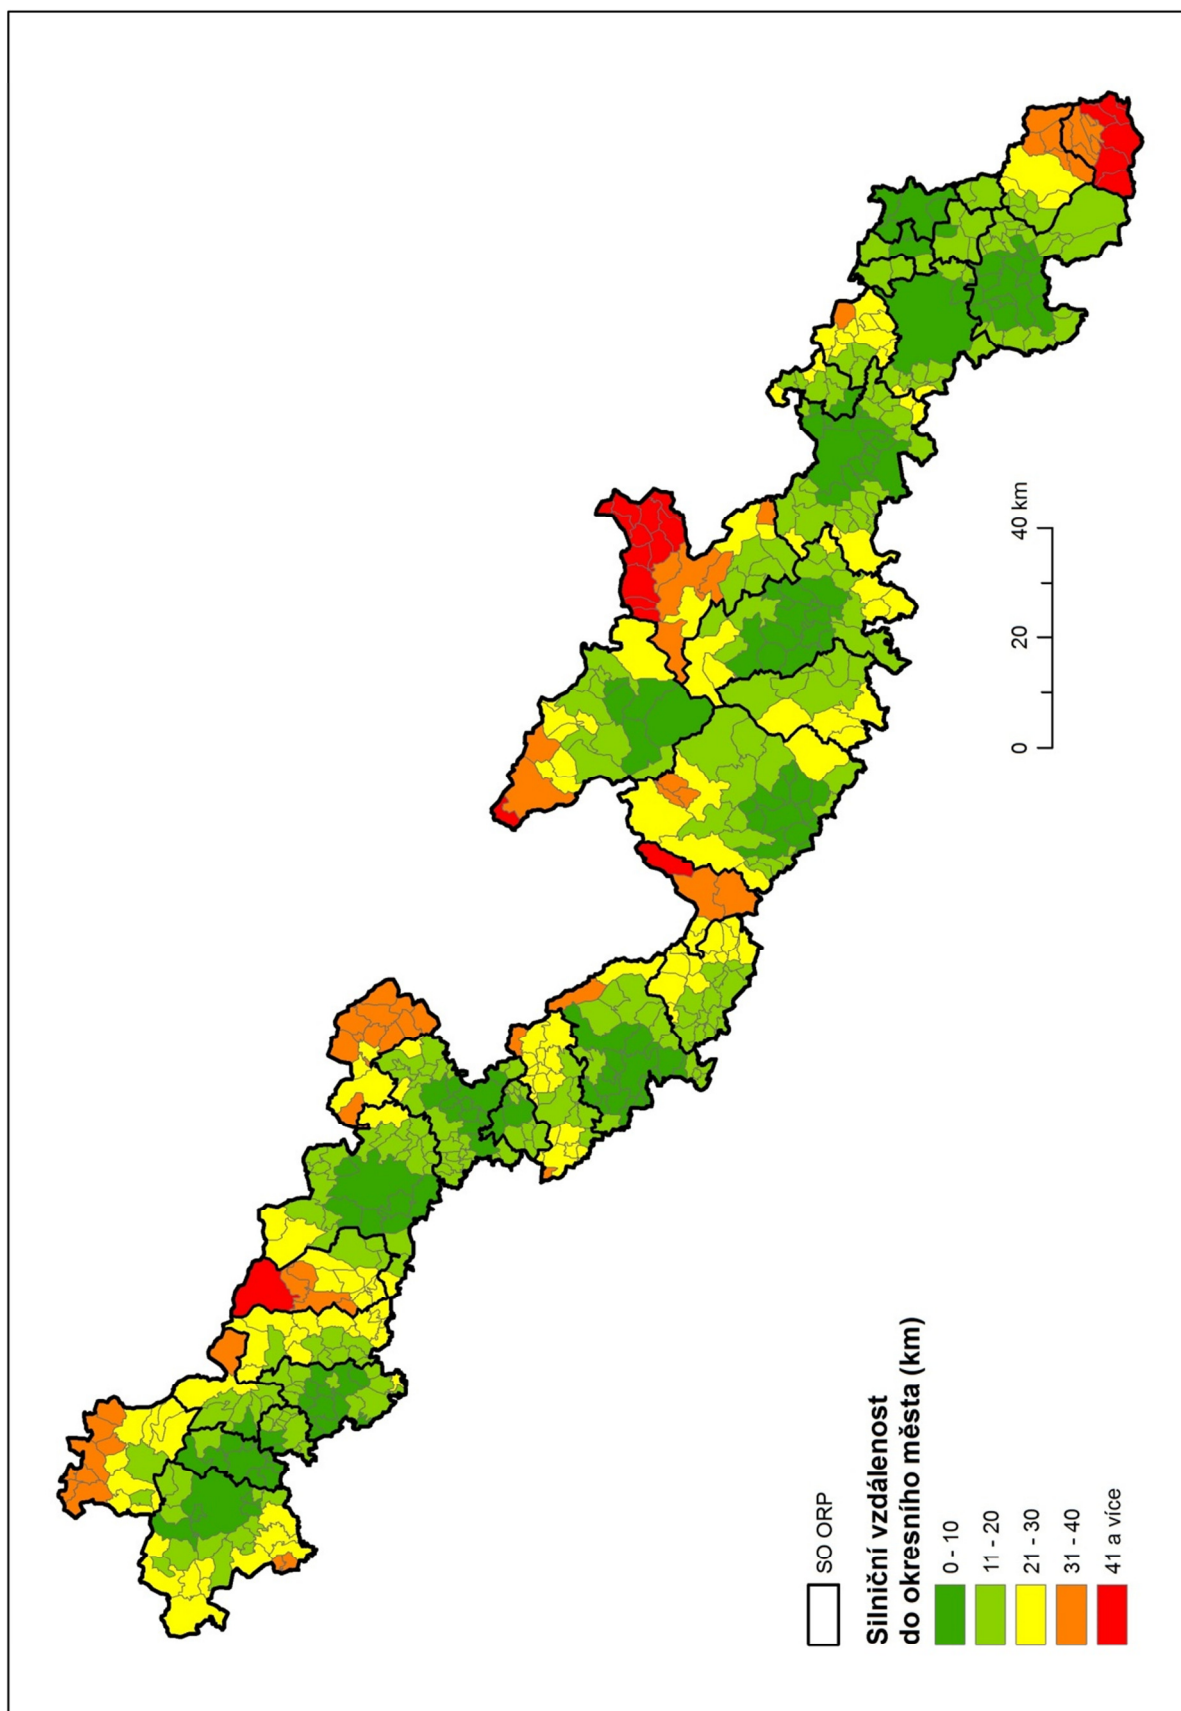 0
20
40 km
SO ORP
Silniční vzdálenost
do okresního města (km)
0 - 10
11 - 20
21 - 30
31 - 40
41 a více